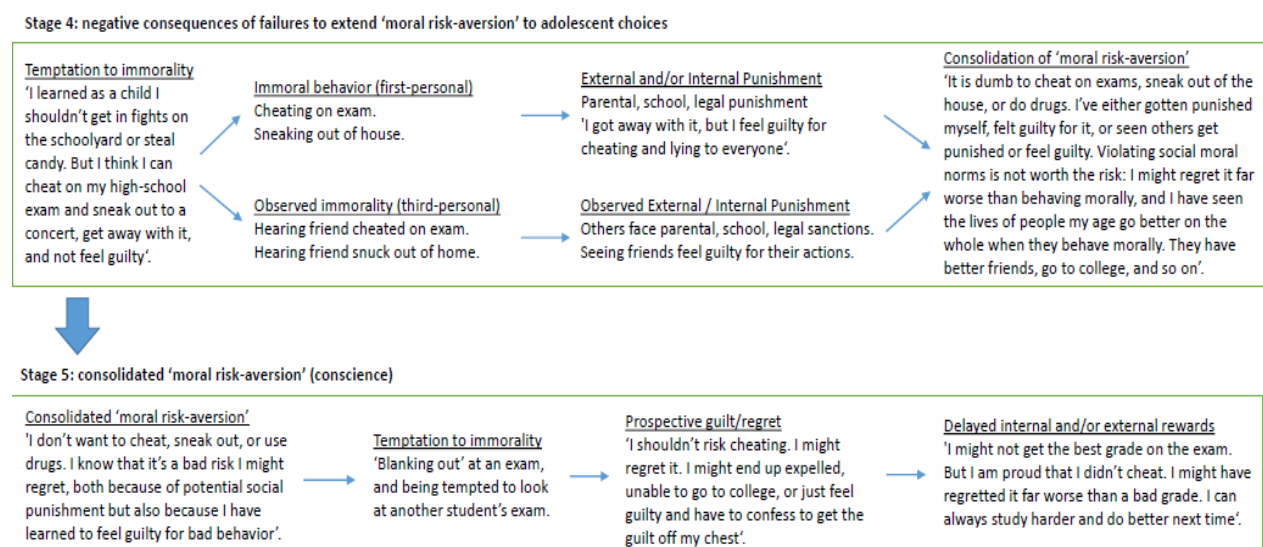 Stage 4: negative consequences of failures to extend ‘moral risk-aversion’ to adolescent choices
Temptation to immorality
‘I learned as a child I
shouldn’t get in fights on
the schoolyard or steal
candy. But I think I can
cheat on my high-school
exam and sneak out to a
concert, get away with it,
and not feel guilty‘.
Immoral behavior (first-personal)
Cheating on exam.
Sneaking out of house.
External and/or Internal Punishment
Parental, school, legal punishment
'I got away with it, but I feel guilty for
cheating and lying to everyone‘.
Observed immorality (third-personal)
Hearing friend cheated on exam.
Hearing friend snuck out of home.
Observed External / Internal Punishment
Others face parental, school, legal sanctions.
Seeing friends feel guilty for their actions.
Consolidation of ‘moral risk-aversion’
‘It is dumb to cheat on exams, sneak out of the
house, or do drugs. I’ve either gotten punished
myself, felt guilty for it, or seen others get
punished or feel guilty. Violating social moral
norms is not worth the risk: I might regret it far
worse than behaving morally, and I have seen
the lives of people my age go better on the
whole when they behave morally. They have
better friends, go to college, and so on’.
Stage 5: consolidated ‘moral risk-aversion’ (conscience)
Consolidated ‘moral risk-aversion’
'I don’t want to cheat, sneak out, or use
drugs. I know that it’s a bad risk I might
regret, both because of potential social
punishment but also because I have
learned to feel guilty for bad behavior’.
Temptation to immorality
‘Blanking out’ at an exam,
and being tempted to look
at another student’s exam.
Prospective guilt/regret
‘I shouldn’t risk cheating. I might
regret it. I might end up expelled,
unable to go to college, or just feel
guilty and have to confess to get the
guilt off my chest‘.
Delayed internal and/or external rewards
'I might not get the best grade on the exam.
But I am proud that I didn’t cheat. I might have
regretted it far worse than a bad grade. I can
always study harder and do better next time‘.